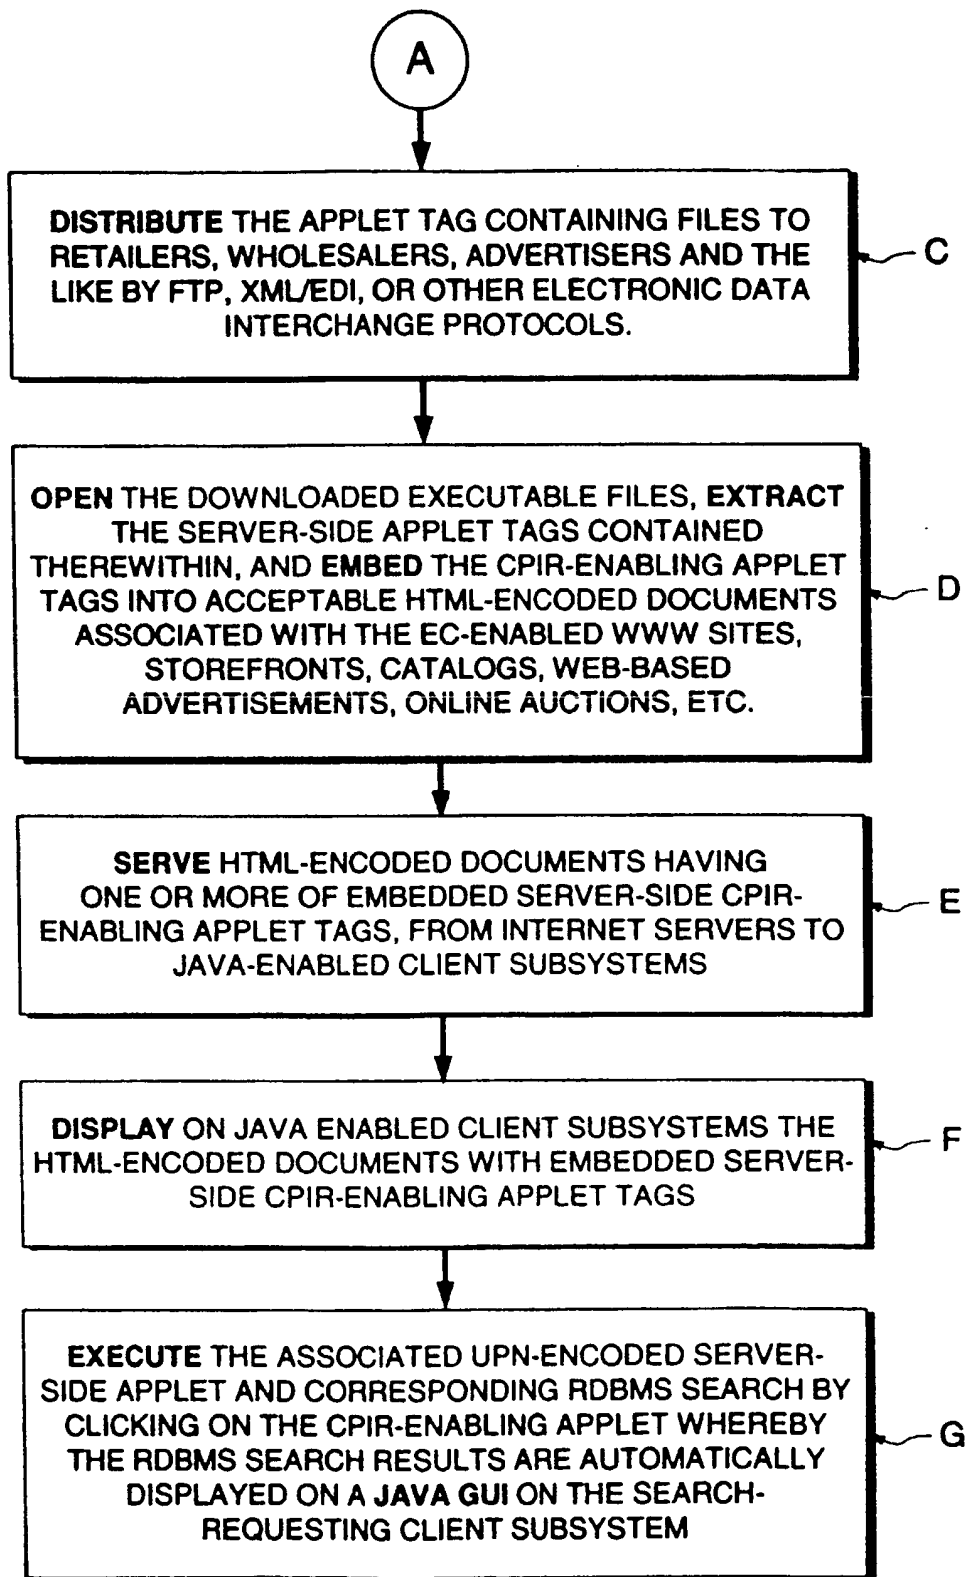 A
DISTRIBUTE THE APPLET TAG CONTAINING FILES TO
RETAILERS, WHOLESALERS, ADVERTISERS AND THE
LIKE BY FTP, XML/EDI, OR OTHER ELECTRONIC DATA
INTERCHANGE PROTOCOLS.
C
OPEN THE DOWNLOADED EXECUTABLE FILES, EXTRACT
THE SERVER-SIDE APPLET TAGS CONTAINED
THEREWITHIN, AND EMBED THE CPIR-ENABLING APPLET
TAGS INTO ACCEPTABLE HTML-ENCODED DOCUMENTS
ASSOCIATED WITH THE EC-ENABLED WWW SITES,
STOREFRONTS, CATALOGS, WEB-BASED
ADVERTISEMENTS, ONLINE AUCTIONS, ETC.
D
SERVE HTML-ENCODED DOCUMENTS HAVING
ONE OR MORE OF EMBEDDED SERVER-SIDE CPIR-
ENABLING APPLET TAGS, FROM INTERNET SERVERS TO
JAVA-ENABLED CLIENT SUBSYSTEMS
E
DISPLAY ON JAVA ENABLED CLIENT SUBSYSTEMS THE
HTML-ENCODED DOCUMENTS WITH EMBEDDED SERVER-
SIDE CPIR-ENABLING APPLET TAGS
F
EXECUTE THE ASSOCIATED UPN-ENCODED SERVER-
SIDE APPLET AND CORRESPONDING RDBMS SEARCH BY
CLICKING ON THE CPIR-ENABLING APPLET WHEREBY
THE RDBMS SEARCH RESULTS ARE AUTOMATICALLY
DISPLAYED ON A JAVA GUI ON THE SEARCH-
REQUESTING CLIENT SUBSYSTEM
G